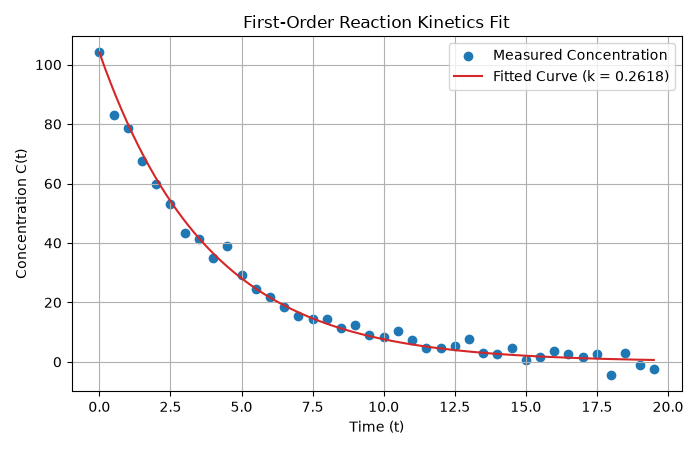 First-Order Reaction Kinetics Fit
Measured Concentration
Fitted Curve (k = 0.2618)
Concentration C(t)
100
80
60
40
20
0
0.0 2.5 5.0 7.5 10.0 12.5 15.0 17.5 20.0
Time (t)